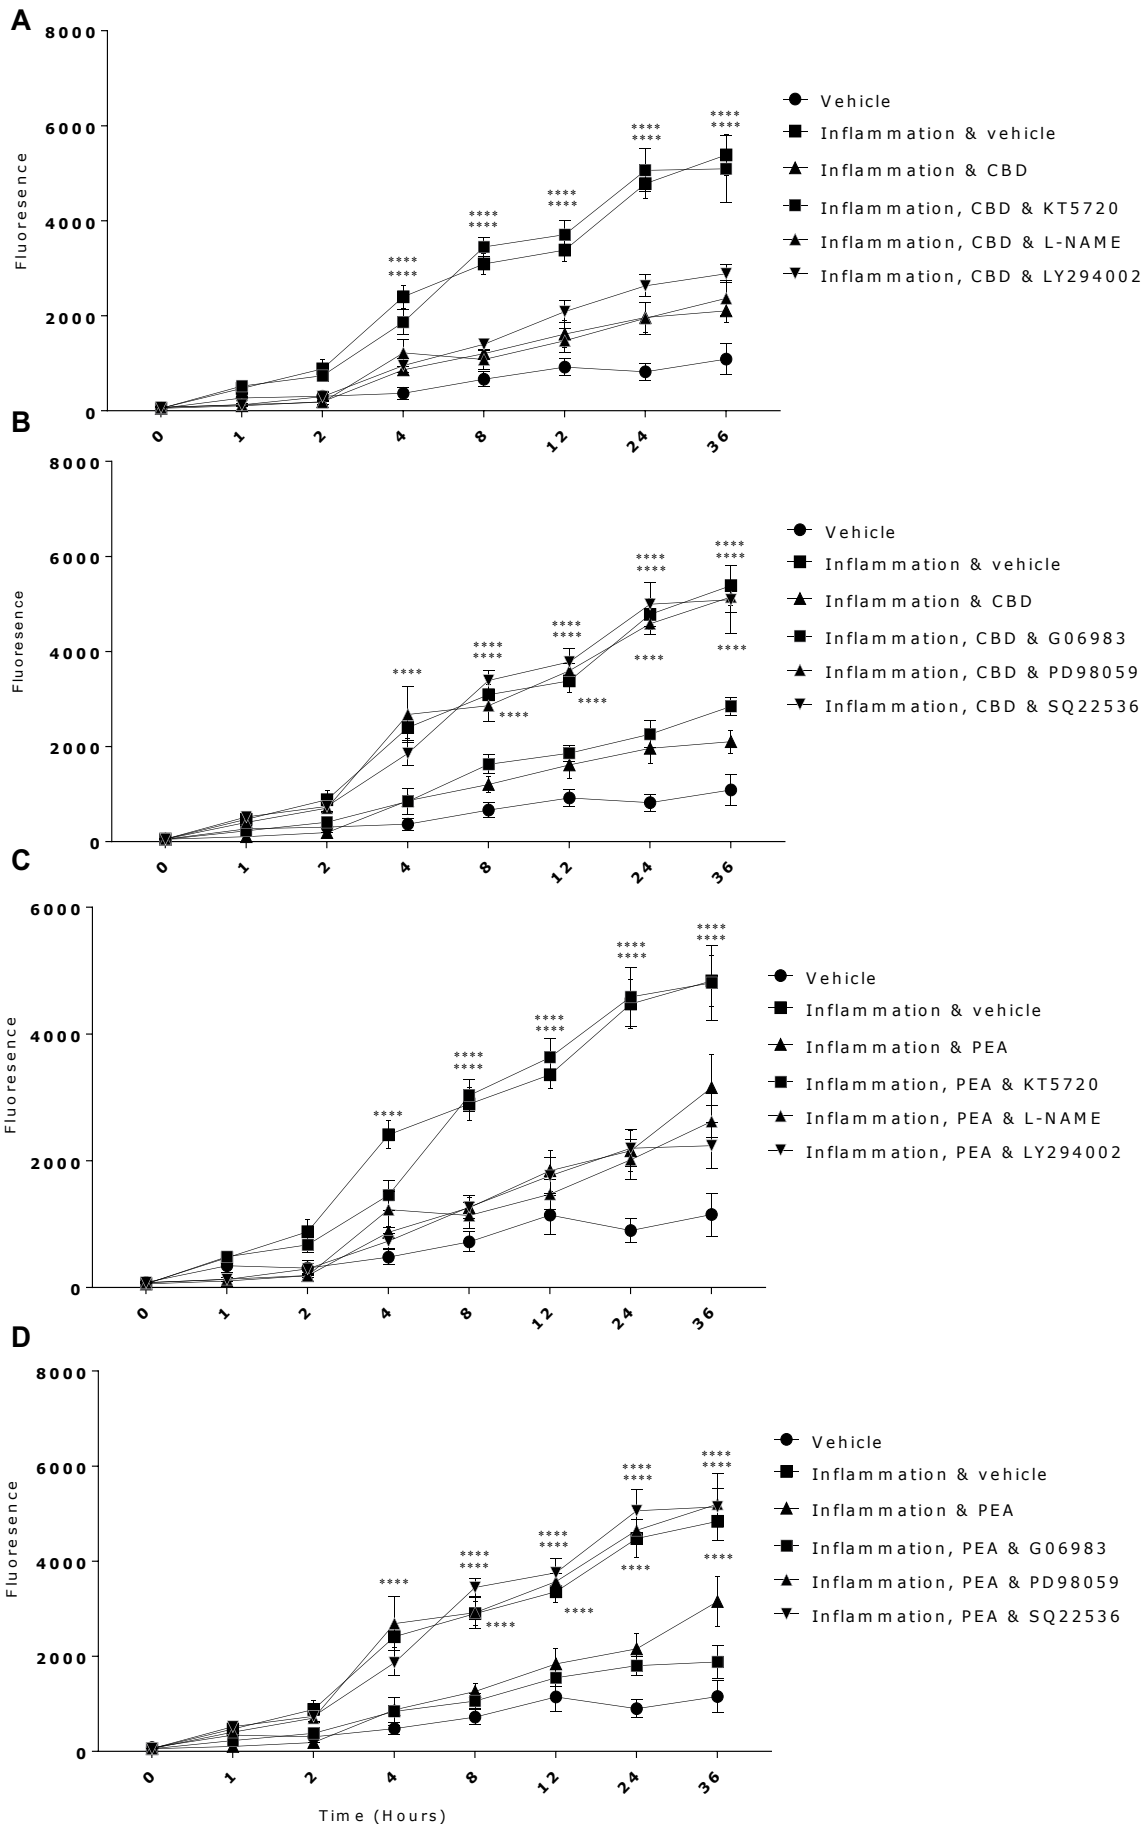 A
8000
6000
4000
2000
0
Fluoresence
**** **** **** **** ****
**** **** **** **** ****
0 1 2 4 8 12 24 36
Vehicle
Inflammation & vehicle
Inflammation & CBD
Inflammation, CBD & KT5720
Inflammation, CBD & L-NAME
Inflammation, CBD & LY294002
B
8000
6000
4000
2000
0
Fluoresence
**** **** **** **** ****
**** **** **** ****
**** **** **** ****
0 1 2 4 8 12 24 36
Vehicle
Inflammation & vehicle
Inflammation & CBD
Inflammation, CBD & G06983
Inflammation, CBD & PD98059
Inflammation, CBD & SQ22536
C
6000
4000
2000
0
Fluoresence
**** **** **** **** ****
**** **** **** ****
0 1 2 4 8 12 24 36
Vehicle
Inflammation & vehicle
Inflammation & PEA
Inflammation, PEA & KT5720
Inflammation, PEA & L-NAME
Inflammation, PEA & LY294002
D
8000
6000
4000
2000
0
Fluoresence
**** **** **** **** ****
**** **** **** ****
**** **** **** ****
0 1 2 4 8 12 24 36
Time (Hours)
Vehicle
Inflammation & vehicle
Inflammation & PEA
Inflammation, PEA & G06983
Inflammation, PEA & PD98059
Inflammation, PEA & SQ22536